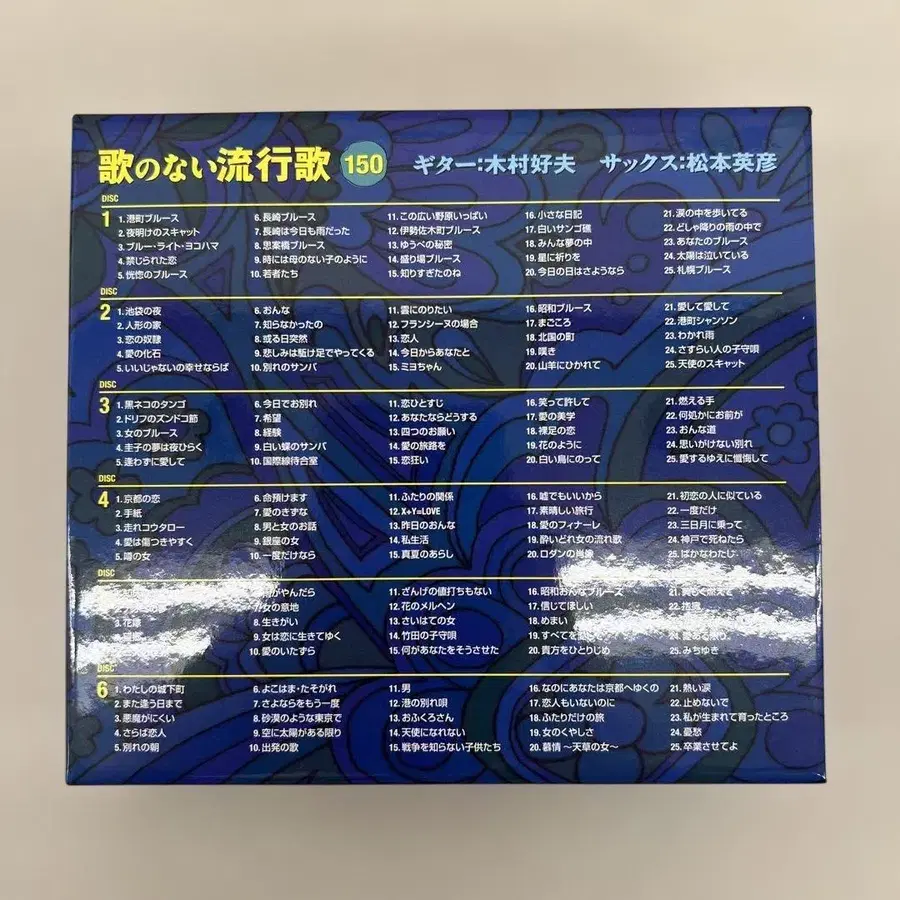 歌のない流行歌 150 ギター:木村好夫 サックス:松本英彦
DISC
1
1.港町ブルース
2.夜明けのスキャット
3.ブルー・ライト・ヨコハマ
4.禁じられた恋
5.恍惚のブルース
6.長崎ブルース
7.長崎は今日も雨だった
8.思案橋ブルース
9.時には母のない子のように
10.若者たち
11.この広い野原いっぱい
12.伊勢佐木町ブルース
13.ゆうべの秘密
14.盛り場ブルース
15.知りすぎたのね
16.小さな日記
17.白いサンゴ礁
18.みんな夢の中
19.星に祈りを
20.今日の日はさようなら
21.涙の中を歩いてる
22.どしゃ降りの雨の中で
23.あなたのブルース
24.太陽は泣いている
25.札幌ブルース
DISC
2
1.池袋の夜
2.人形の家
3.恋の奴隷
4.愛の化石
5.いいじゃないの幸せならば
6.おんな
7.知らなかったの
8.或る日突然
9.悲しみは駈け足でやってくる
10.別れのサンバ
11.雲にのりたい
12.フランシーヌの場合
13.恋人
14.今日からあなたと
15.ミヨちゃん
16.昭和ブルース
17.まごころ
18.北国の町
19.嘆き
20.山羊にひかれて
21.愛して愛して
22.港町シャンソン
23.わかれ雨
24.さすらい人の子守唄
25.天使のスキャット
DISC
3
1.黒ネコのタンゴ
2.ドリフのズンドコ節
3.女のブルース
4.圭子の夢は夜ひらく
5.逢わずに愛して
6.今日でお別れ
7.希望
8.経験
9.白い蝶のサンバ
10.国際線待合室
11.恋ひとすじ
12.あなたならどうする
13.四つのお願い
14.愛の旅路を
15.恋狂い
16.笑って許して
17.愛の美学
18.裸足の恋
19.花のように
20.白い鳥にのって
21.燃える手
22.何処かにお前が
23.おんな道
24.思いがけない別れ
25.愛するゆえに懺悔して
DISC
4
1.京都の恋
2.手紙
3.走れコウタロー
4.愛は傷つきやすく
5.噂の女
6.命預けます
7.愛のきずな
8.男と女のお話
9.銀座の女
10.一度だけなら
11.ふたりの関係
12.X+Y=LOVE
13.昨日のおんな
14.私生活
15.真夏のあらし
16.嘘でもいいから
17.素晴しい旅行
18.愛のフィナーレ
19.酔いどれ女の流れ歌
20.ロダンの肖像
21.初恋の人に似ている
22.一度だけ
23.三日月に乗って
24.神戸で死ねたら
25.ばかなわたし
DISC
3.花嫁
がやんだら
7.女の意地
8.生きがい
9.女は恋に生きてゆく
10.愛のいたずら
11.ざんげの値打ちもない
12.花のメルヘン
13.さいはての女
14.竹田の子守唄
15.何があなたをそうさせた
16.昭和おんなブルース
17.信じてほしい
18.めまい
19.すべてを
20.貴方をひとりじめ
22.抱擁
24.愛ある限り
25.みちゆき
DISC
6
1.わたしの城下町
2.また逢う日まで
3.悪魔がにくい
4.さらば恋人
5.別れの朝
6.よこはま・たそがれ
7.さよならをもう一度
8.砂漠のような東京で
9.空に太陽がある限り
10.出発の歌
11.男
12.港の別れ唄
13.おふくろさん
14.天使になれない
15.戦争を知らない子供たち
16.なのにあなたは京都へゆくの
17.恋人もいないのに
18.ふたりだけの旅
19.女のくやしさ
20.暮情 〜天草の女〜
21.熱い涙
22.止めないで
23.私が生まれて育ったところ
24.憂愁
25.卒業させてよ